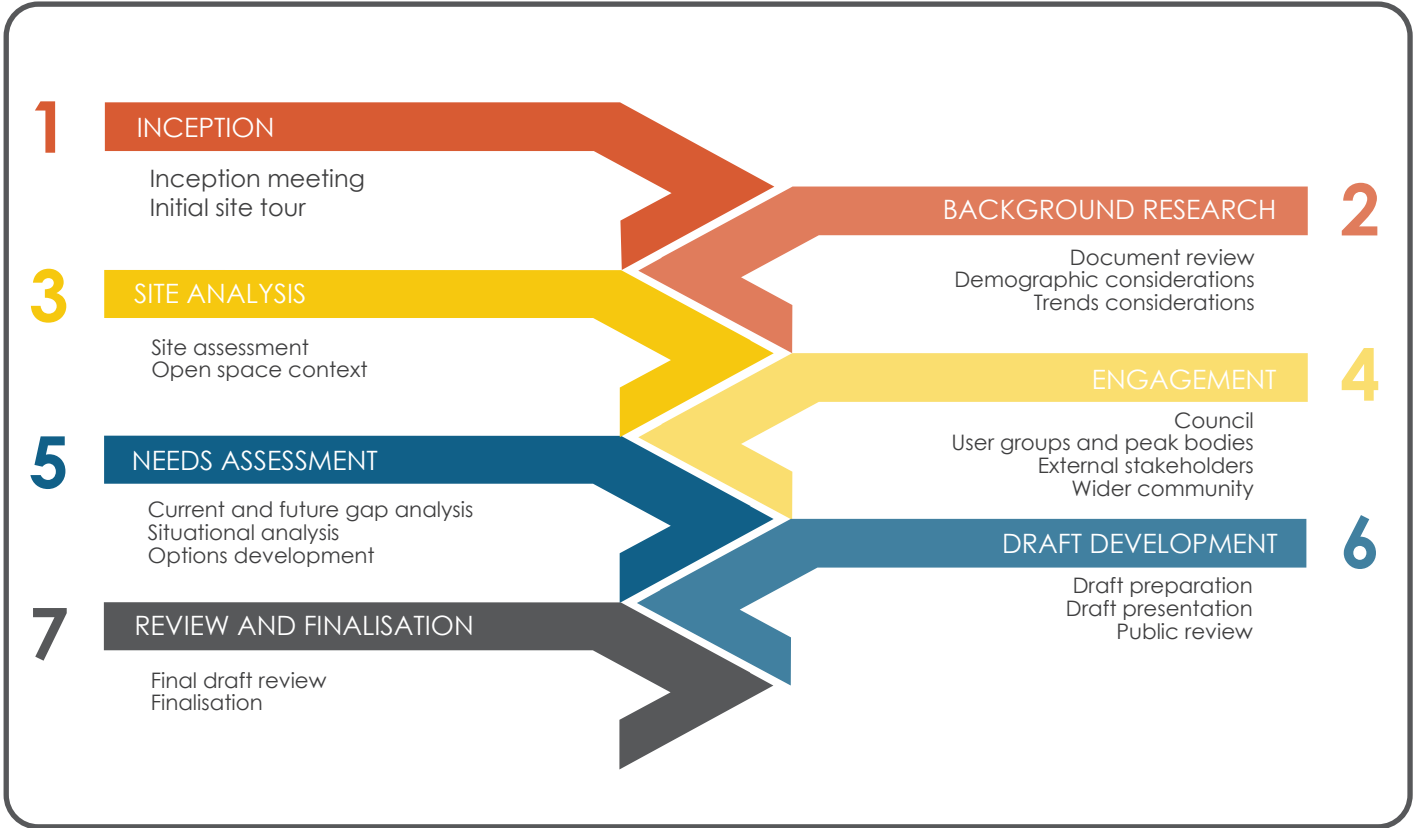 1
INCEPTION
Inception meeting
Initial site tour
2
BACKGROUND RESEARCH
Document review
Demographic considerations
Trends considerations
3
SITE ANALYSIS
Site assessment
Open space context
4
ENGAGEMENT
Council
User groups and peak bodies
External stakeholders
Wider community
5
NEEDS ASSESSMENT
Current and future gap analysis
Situational analysis
Options development
6
DRAFT DEVELOPMENT
Draft preparation
Draft presentation
Public review
7
REVIEW AND FINALISATION
Final draft review
Finalisation